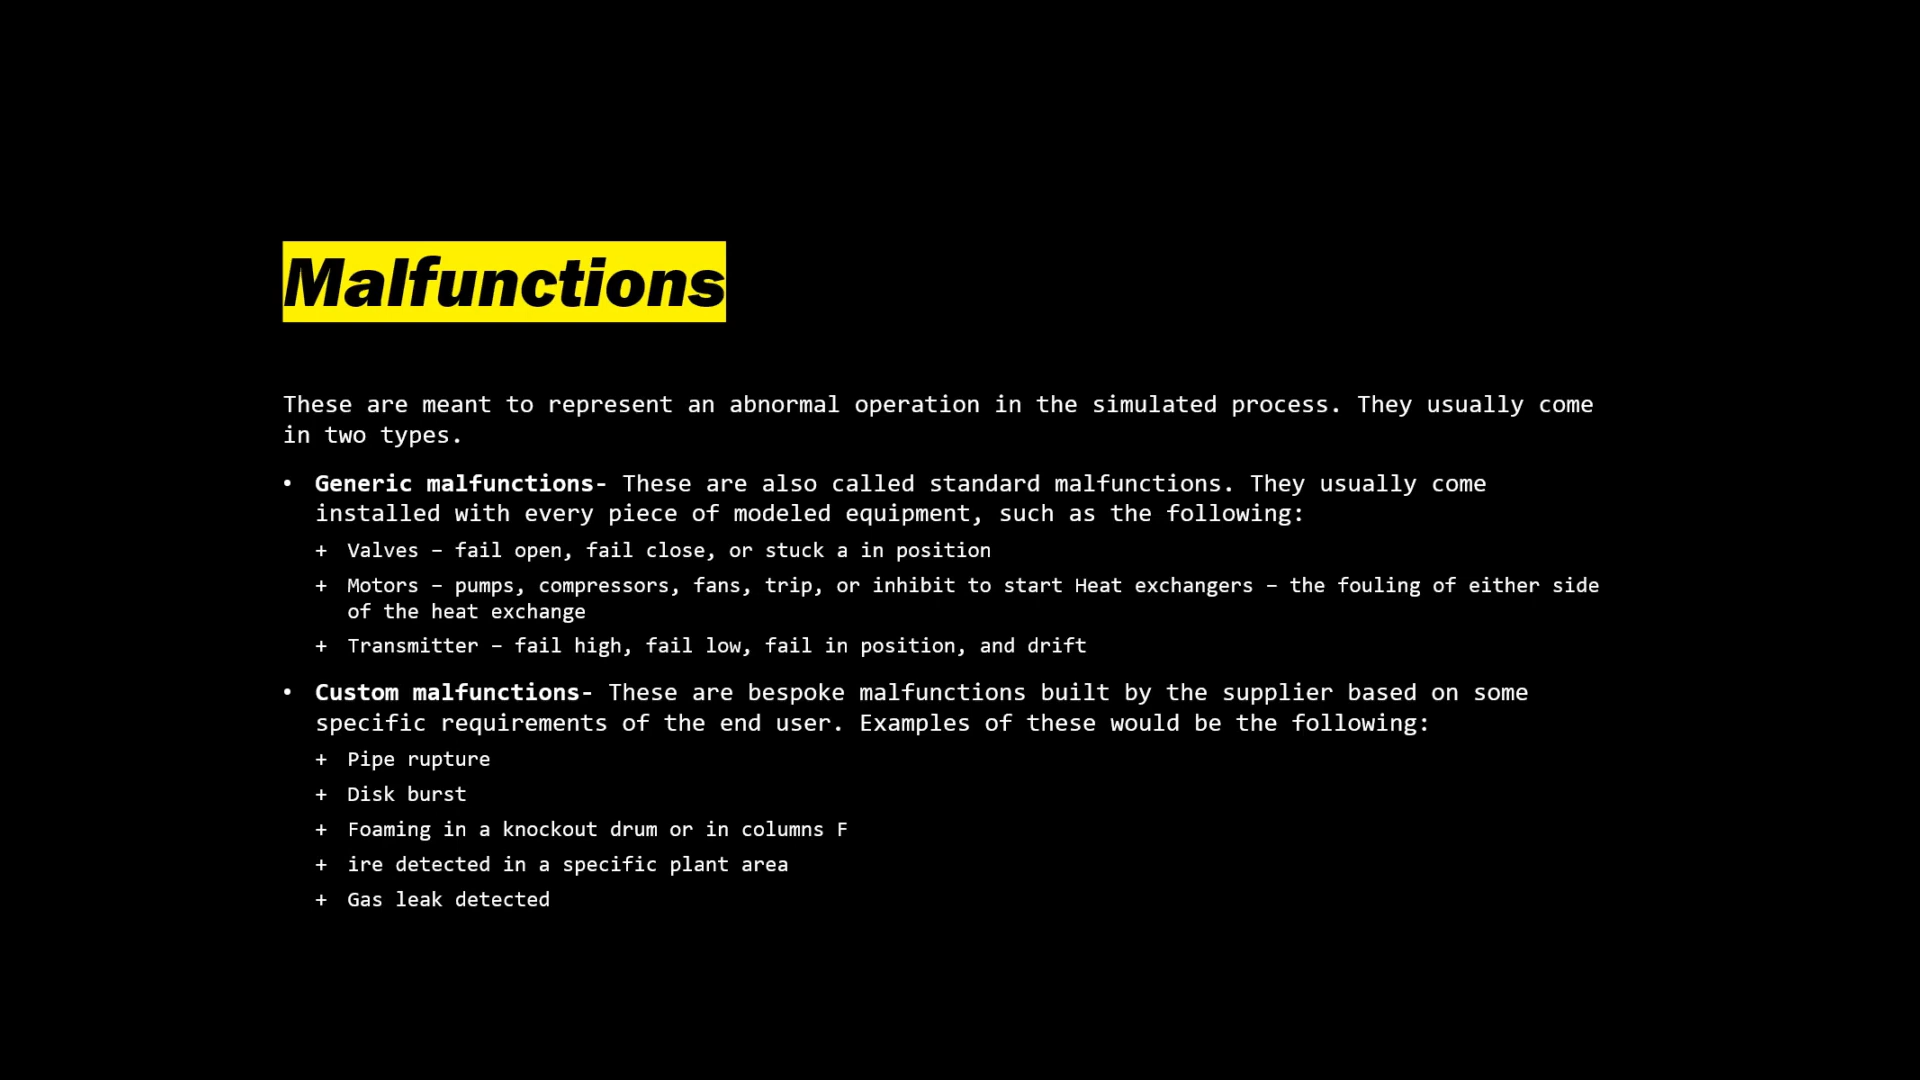 Malfunctions
These are meant to represent an abnormal operation in the simulated process. They usually come
in two types.
• Generic malfunctions- These are also called standard malfunctions. They usually come
installed with every piece of modeled equipment, such as the following:
+ Valves – fail open, fail close, or stuck a in position
+ Motors – pumps, compressors, fans, trip, or inhibit to start Heat exchangers – the fouling of either side
of the heat exchange
+ Transmitter – fail high, fail low, fail in position, and drift
• Custom malfunctions- These are bespoke malfunctions built by the supplier based on some
specific requirements of the end user. Examples of these would be the following:
+ Pipe rupture
+ Disk burst
+ Foaming in a knockout drum or in columns F
+ ire detected in a specific plant area
+ Gas leak detected